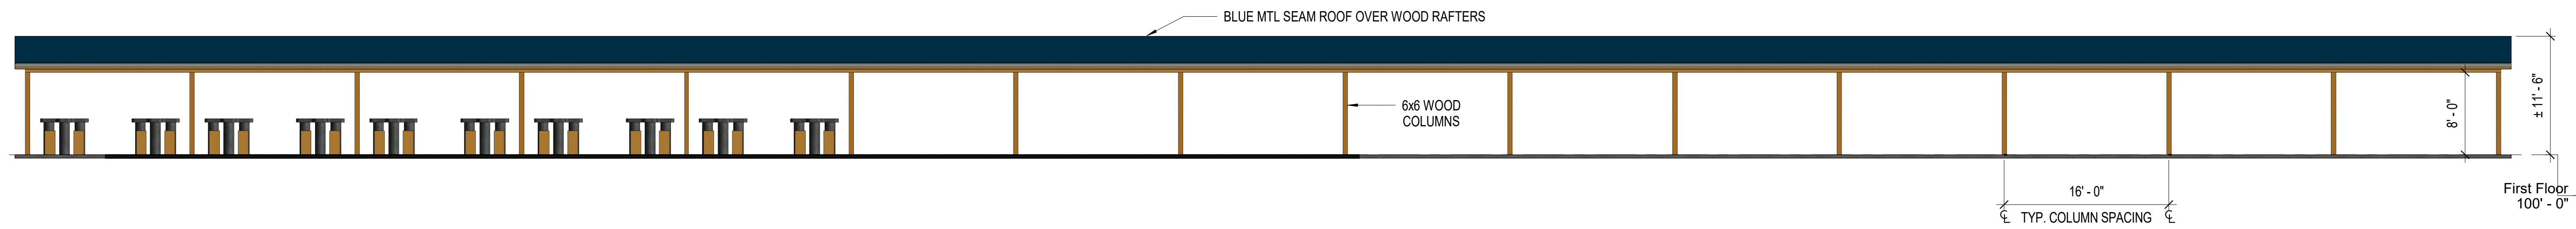 BLUE MTL SEAM ROOF OVER WOOD RAFTERS
6x6 WOOD
COLUMNS
8' - 0"
± 11' - 6"
16' - 0"
℄ TYP. COLUMN SPACING ℄
First Floor
100' - 0"